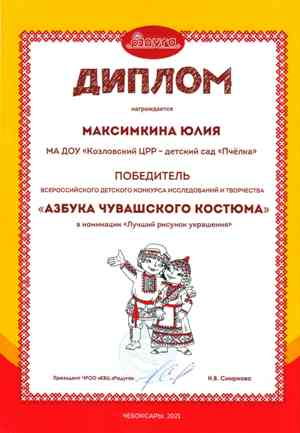 Радуга
ДИПЛОМ
награждается
МАКСИМКИНА ЮЛИЯ
МА ДОУ «Козловский ЦРР – детский сад «Пчёлка»
ПОБЕДИТЕЛЬ
ВСЕРОССИЙСКОГО ДЕТСКОГО КОНКУРСА ИССЛЕДОВАНИЙ И ТВОРЧЕСТВА
«АЗБУКА ЧУВАШСКОГО КОСТЮМА»
в номинации «Лучший рисунок украшения»
Президент ЧРОО «КВЦ «Радуга» Н.В. Смирнова
ЧЕБОКСАРЫ, 2021